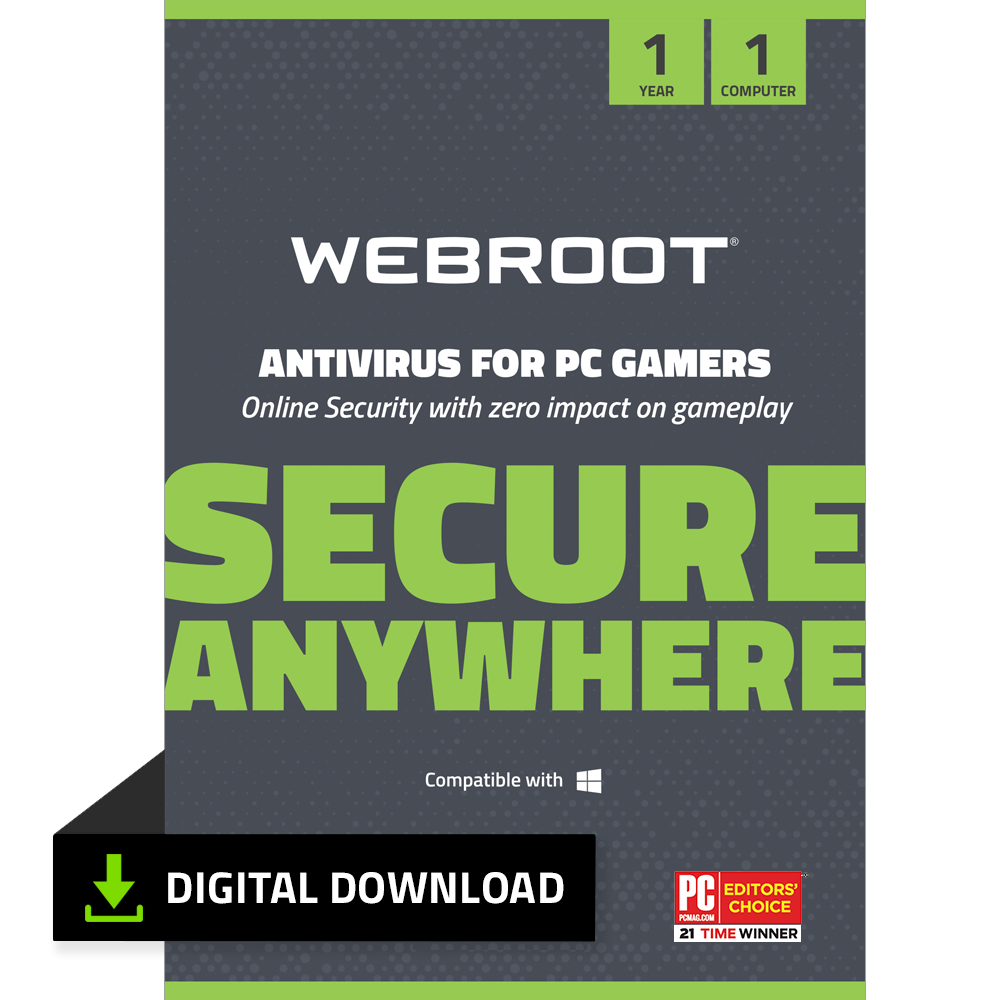 1
YEAR
1
COMPUTER
WEBROOT®
ANTIVIRUS FOR PC GAMERS
Online Security with zero impact on gameplay
SECURE
ANYWHERE
Compatible with
DIGITAL DOWNLOAD
PC
PCMAG.COM
EDITORS'
CHOICE
21 TIME WINNER